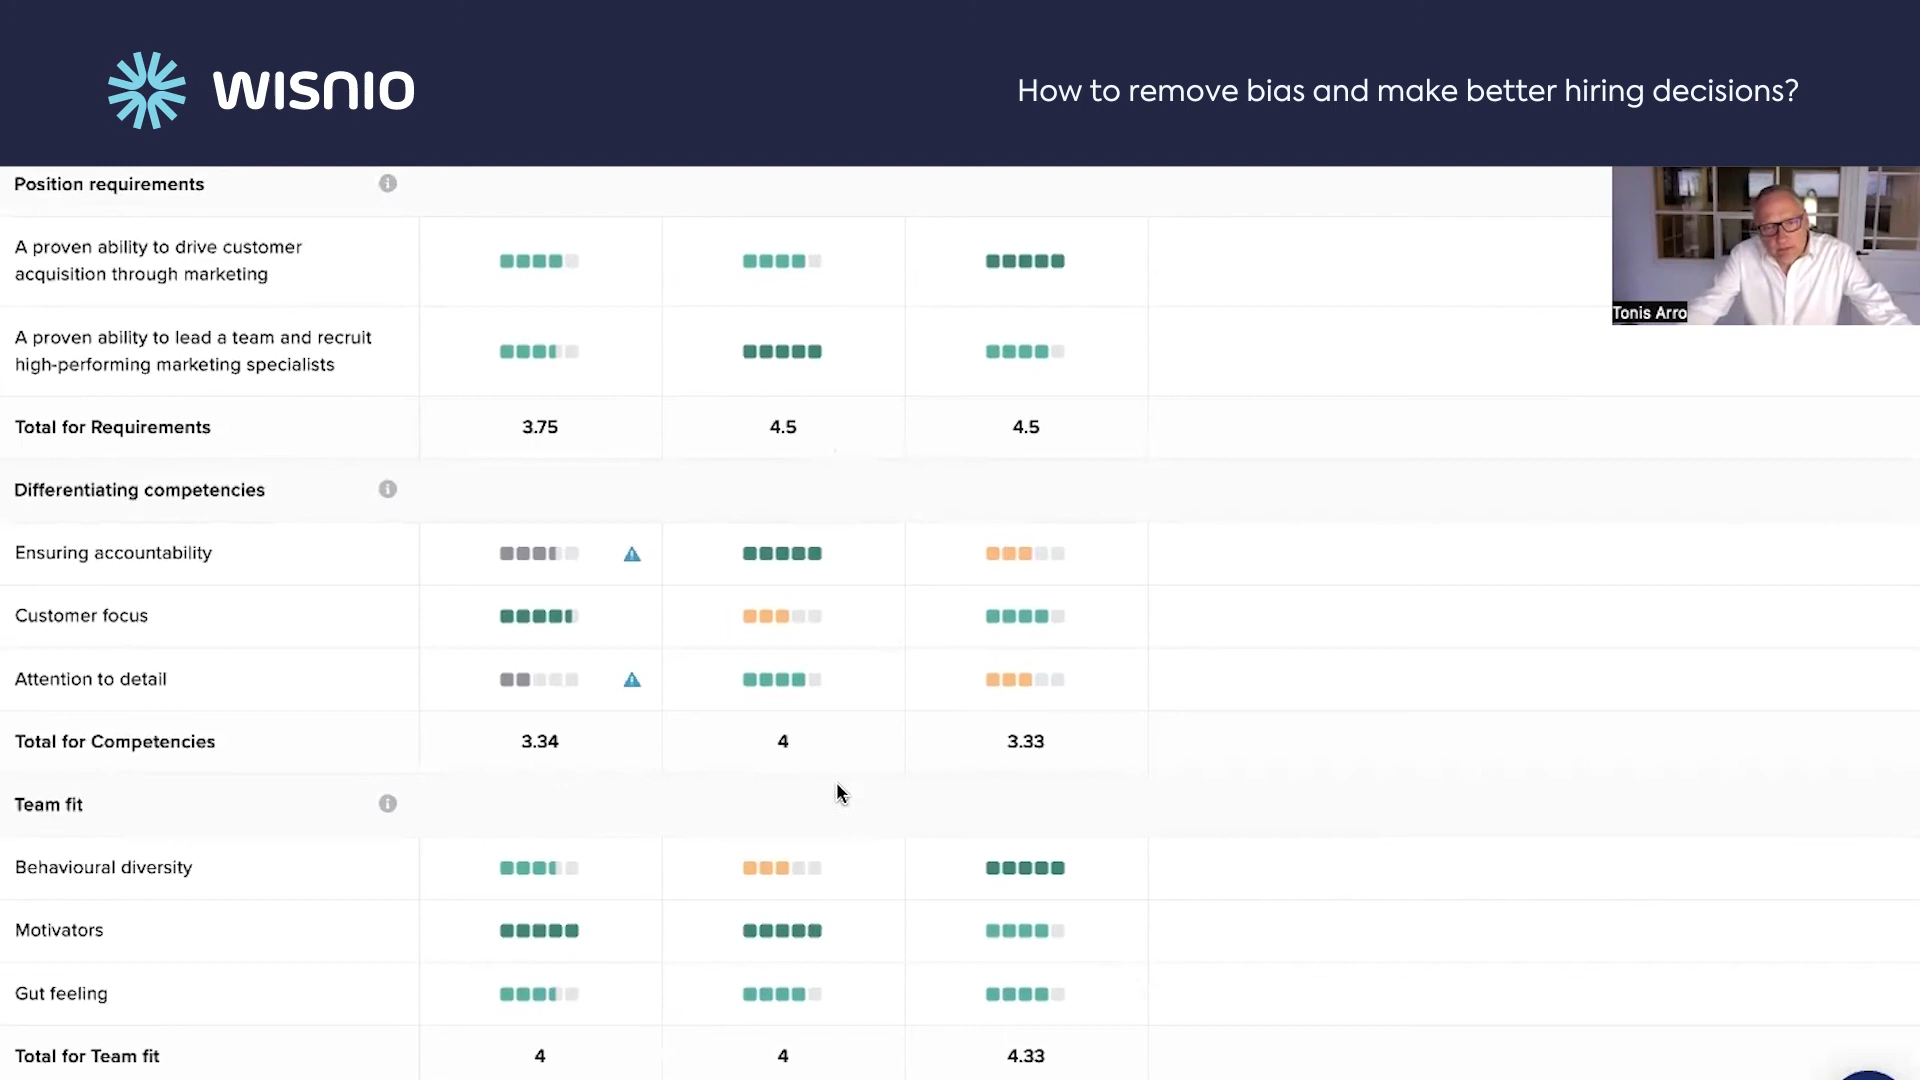 WISNIO
How to remove bias and make better hiring decisions?
Position requirements
A proven ability to drive customer
acquisition through marketing
Tonis Arro
A proven ability to lead a team and recruit
high-performing marketing specialists
Total for Requirements 3.75 4.5 4.5
Differentiating competencies
Ensuring accountability
Customer focus
Attention to detail
Total for Competencies 3.34 4 3.33
Team fit
Behavioural diversity
Motivators
Gut feeling
Total for Team fit 4 4 4.33